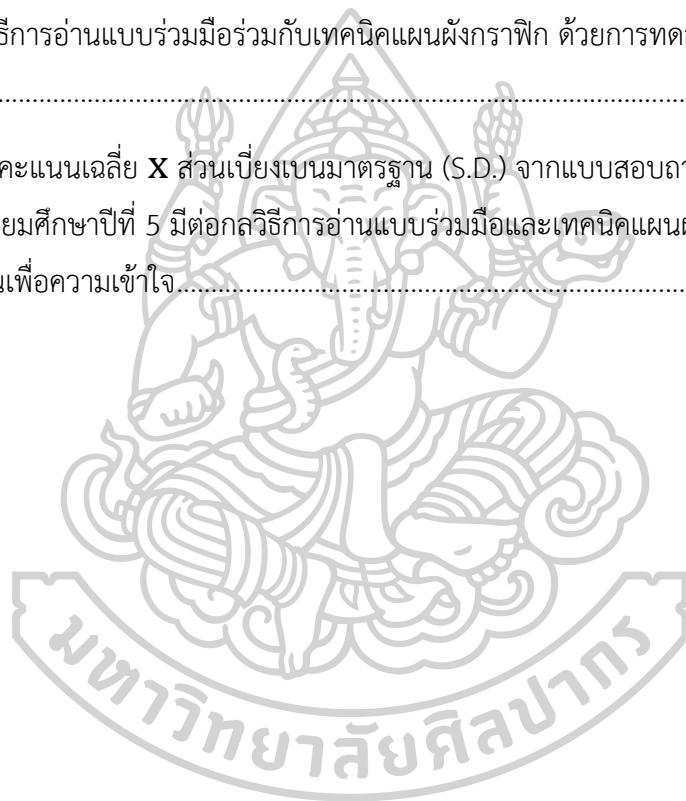 ธีการอ่านแบบร่วมมือร่วมกับเทคนิคแผนผังกราฟิก ด้วยการทด
....................................................................................................
คะแนนเฉลี่ย X ส่วนเบี่ยงเบนมาตรฐาน (S.D.) จากแบบสอบถา
ยมศึกษาปีที่ 5 มีต่อกลวิธีการอ่านแบบร่วมมือและเทคนิคแผน
นเพื่อความเข้าใจ........................................................................
มหาวิทยาลัยศิลปากร